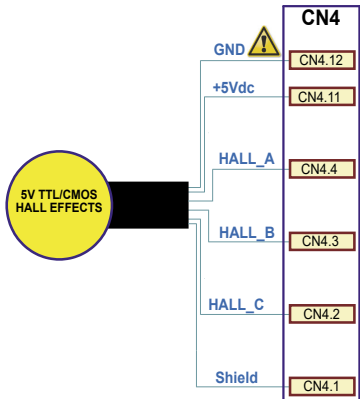 CN4
GND
CN4.12
+5Vdc
CN4.11
HALL_A
CN4.4
5V TTL/CMOS
HALL EFFECTS
HALL_B
CN4.3
HALL_C
CN4.2
Shield
CN4.1